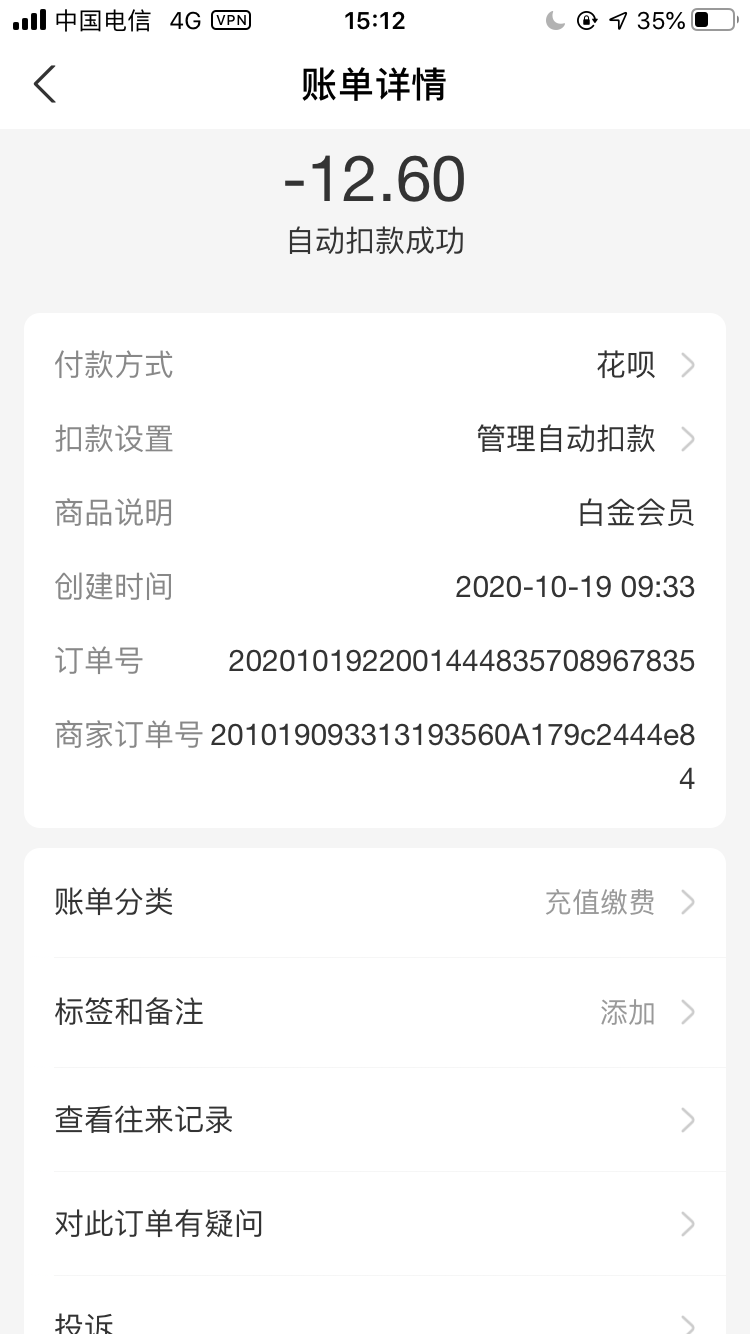 中国电信 4G VPN 15:12 35%
账单详情
-12.60
自动扣款成功
付款方式 花呗
扣款设置 管理自动扣款
商品说明 白金会员
创建时间 2020-10-19 09:33
订单号 2020101922001444835708967835
商家订单号 201019093313193560A179c2444e8
4
账单分类 充值缴费
标签和备注 添加
查看往来记录
对此订单有疑问
投诉